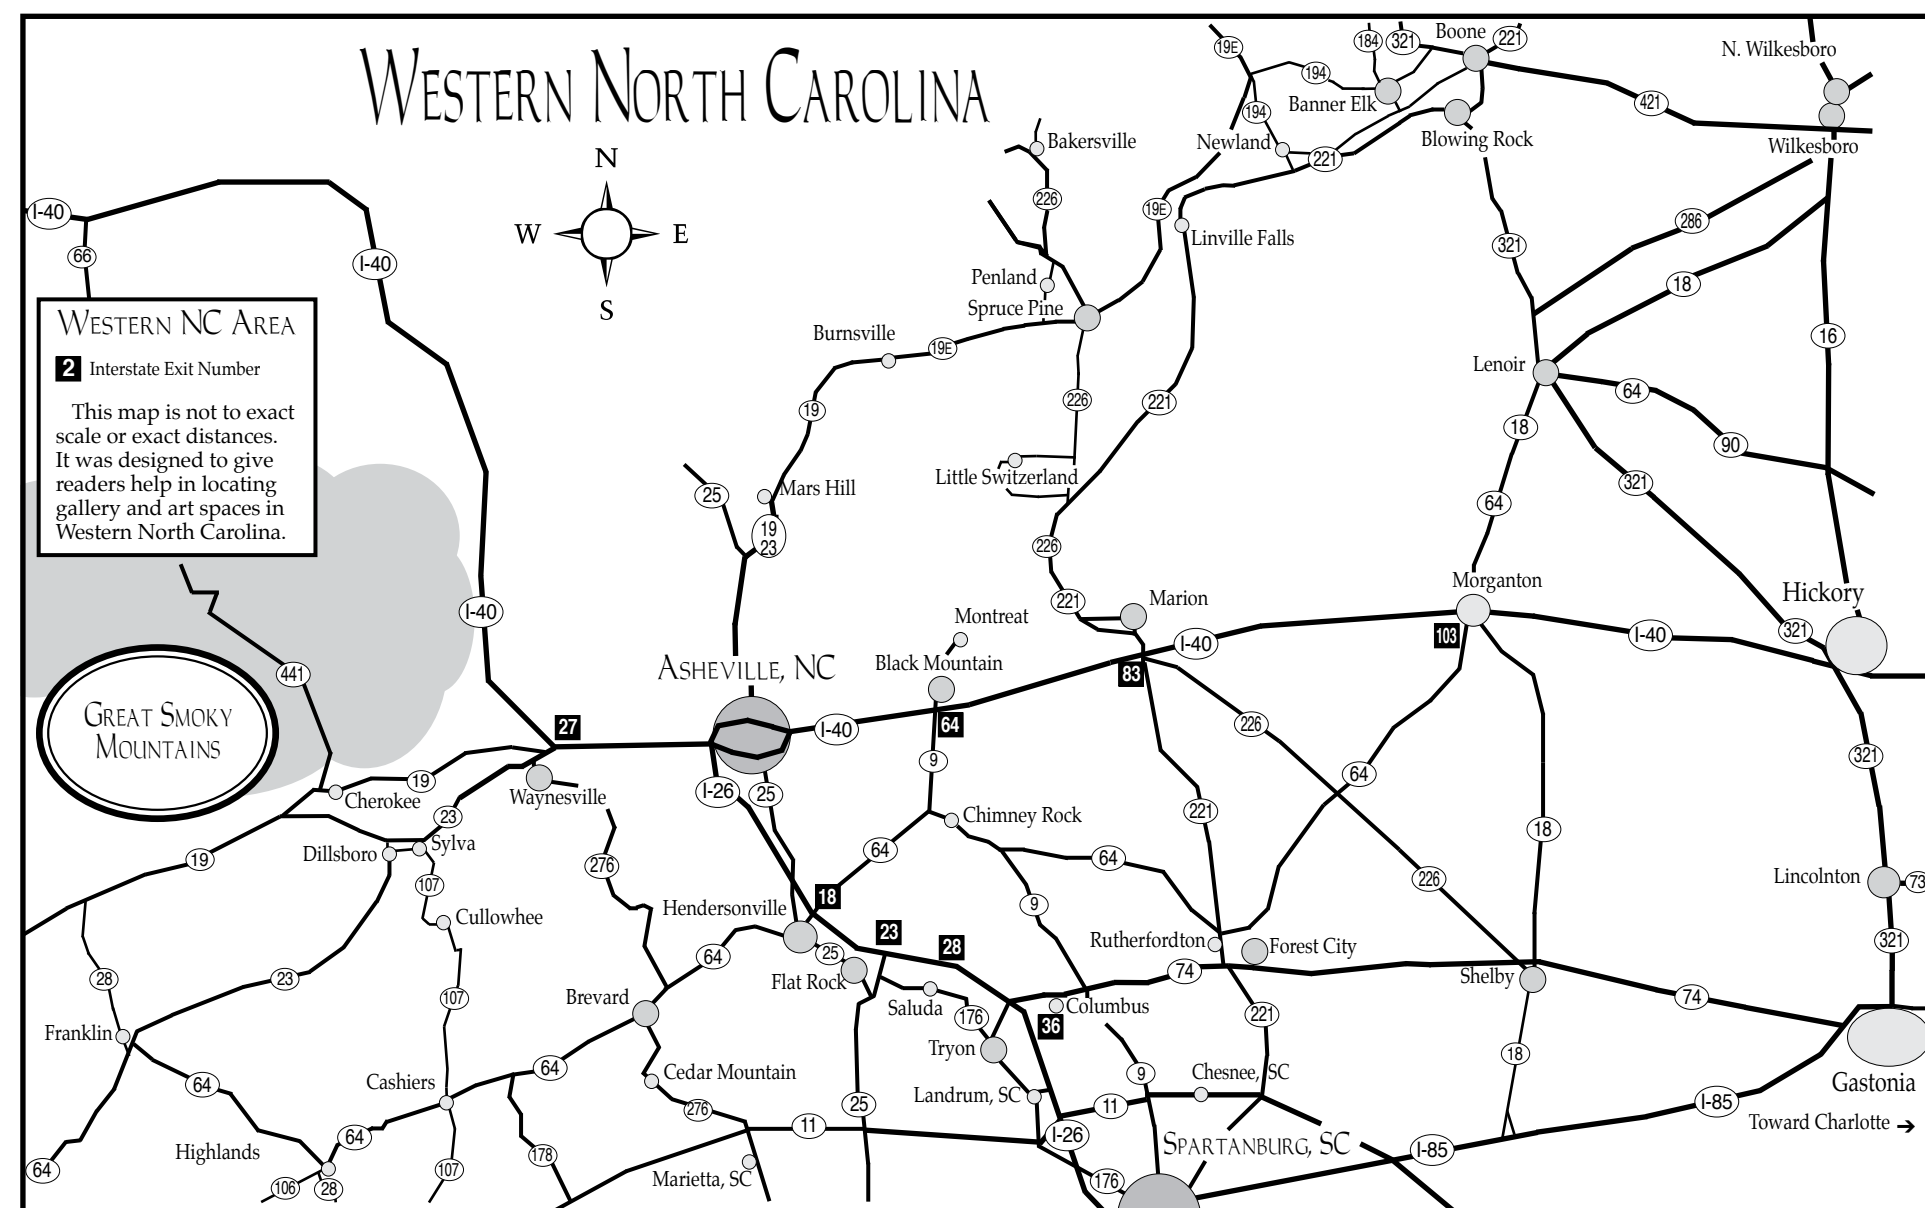 WESTERN NORTH CAROLINA
N
W E
S
WESTERN NC AREA
2 Interstate Exit Number
This map is not to exact
scale or exact distances.
It was designed to give
readers help in locating
gallery and art spaces in
Western North Carolina.
GREAT SMOKY
MOUNTAINS
I-40
66
I-40
I-40
441
19E
184
321
Boone
221
N. Wilkesboro
194
Banner Elk
194
421
Newland
221
Blowing Rock
Wilkesboro
Bakersville
226
19E
Linville Falls
321
286
18
Penland
Spruce Pine
Burnsville
19E
16
Lenoir
64
19
226
221
18
90
321
25
Mars Hill
19
23
Little Switzerland
64
226
221
Marion
Morganton
Hickory
Montreat
Black Mountain
I-40
103
I-40
321
ASHEVILLE, NC
83
27
I-40
64
226
321
9
64
19
Cherokee
Waynesville
I-26
25
23
Chimney Rock
221
18
Dillsboro
Sylva
19
107
276
64
64
226
Lincolnton
73
18
Hendersonville
9
Cullowhee
23
28
Rutherfordton
Forest City
321
64
25
74
Shelby
28
23
107
Flat Rock
Brevard
Saluda
176
Columbus
36
221
74
Franklin
Tryon
18
64
64
Cashiers
Cedar Mountain
9
Chesnee, SC
Gastonia
Landrum, SC
276
25
11
I-85
Toward Charlotte ➔
11
I-26
SPARTANBURG, SC
I-85
64
Highlands
178
64
107
Marietta, SC
176
106
28